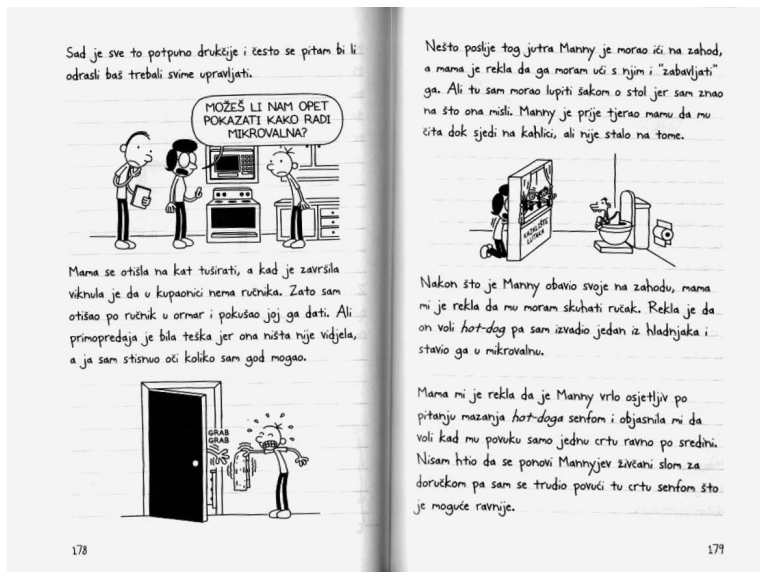 Sad je sve to potpuno drukčije i često se pitam bi li
odrasli baš trebali svime upravljati.
MOŽEŠ LI NAM OPET
POKAZATI KAKO RADI
MIKROVALNA?
Mama se otišla na kat tuširati, a kad je završila
viknula je da u kupaonici nema ručnika. Zato sam
otišao po ručnik u ormar i pokušao joj ga dati. Ali
primopredaja je bila teška jer ona ništa nije vidjela,
a ja sam stisnuo oči koliko sam god mogao.
GRAB
GRAB
178
Nešto poslije tog jutra Manny je morao ići na zahod,
a mama je rekla da ga moram ući s njim i "zabavljati"
ga. Ali tu sam morao lupiti šakom o stol jer sam znao
na što ona misli. Manny je prije tjerao mamu da mu
čita dok sjedi na kahlici, ali nije stalo na tome.
KAZALIŠTE
LUTAKA
Nakon što je Manny obavio svoje na zahodu, mama
mi je rekla da mu moram skuhati ručak. Rekla je da
on voli hot-dog pa sam izvadio jedan iz hladnjaka i
stavio ga u mikrovalnu.
Mama mi je rekla da je Manny vrlo osjetljiv po
pitanju mazanja hot-doga senfom i objasnila mi da
voli kad mu povuku samo jednu crtu ravno po sredini.
Nisam htio da se ponovi Mannyjev živčani slom za
doručkom pa sam se trudio povući tu crtu senfom što
je moguće ravnije.
179